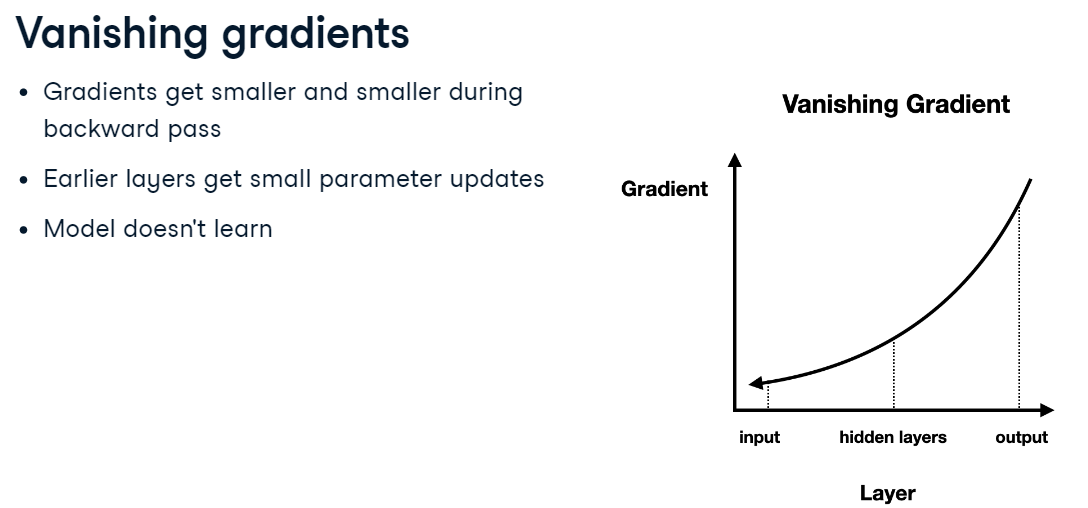 Vanishing gradients
• Gradients get smaller and smaller during
backward pass
• Earlier layers get small parameter updates
• Model doesn't learn
Vanishing Gradient
Gradient
input hidden layers output
Layer